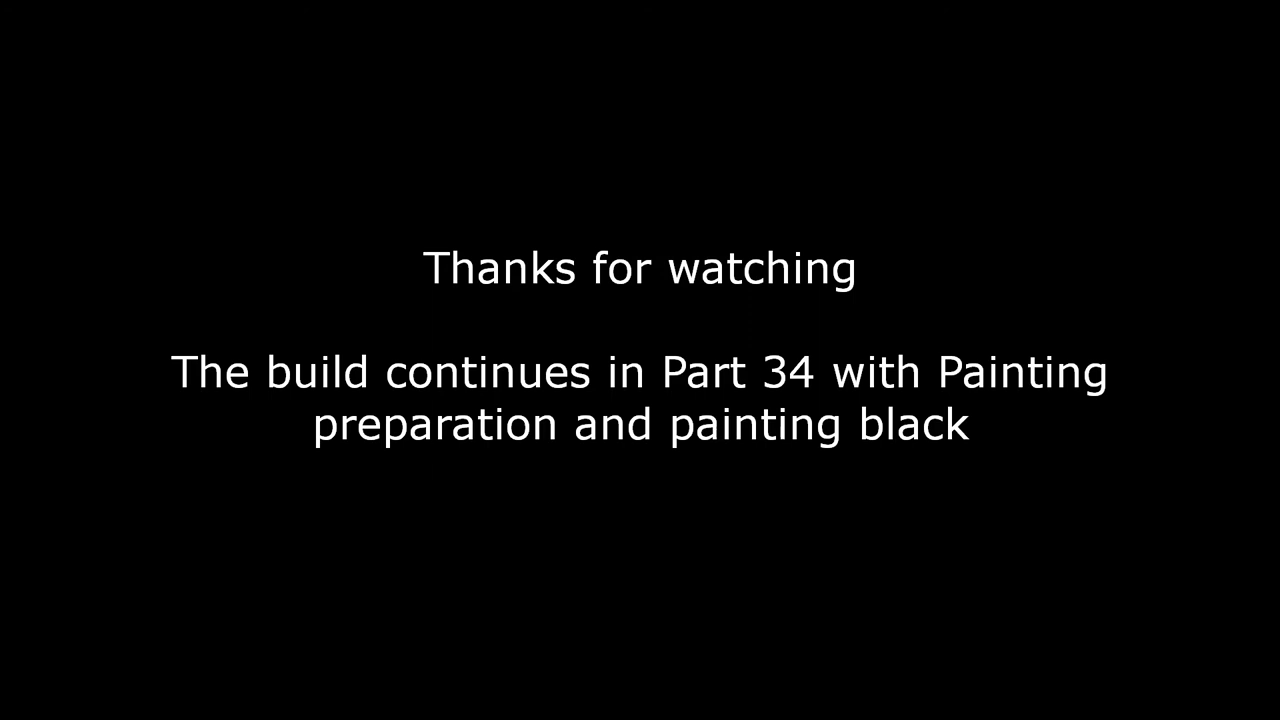 Thanks for watching
The build continues in Part 34 with Painting
preparation and painting black